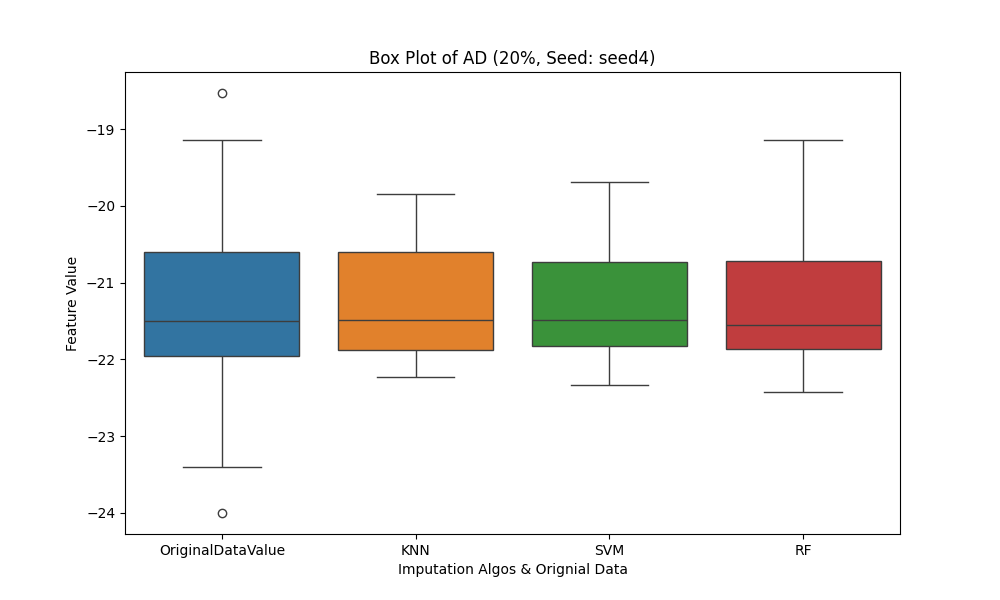 Box Plot of AD (20%, Seed: seed4)
−19
−20
−21
−22
−23
−24
Feature Value
OriginalDataValue KNN SVM RF
Imputation Algos & Orignial Data